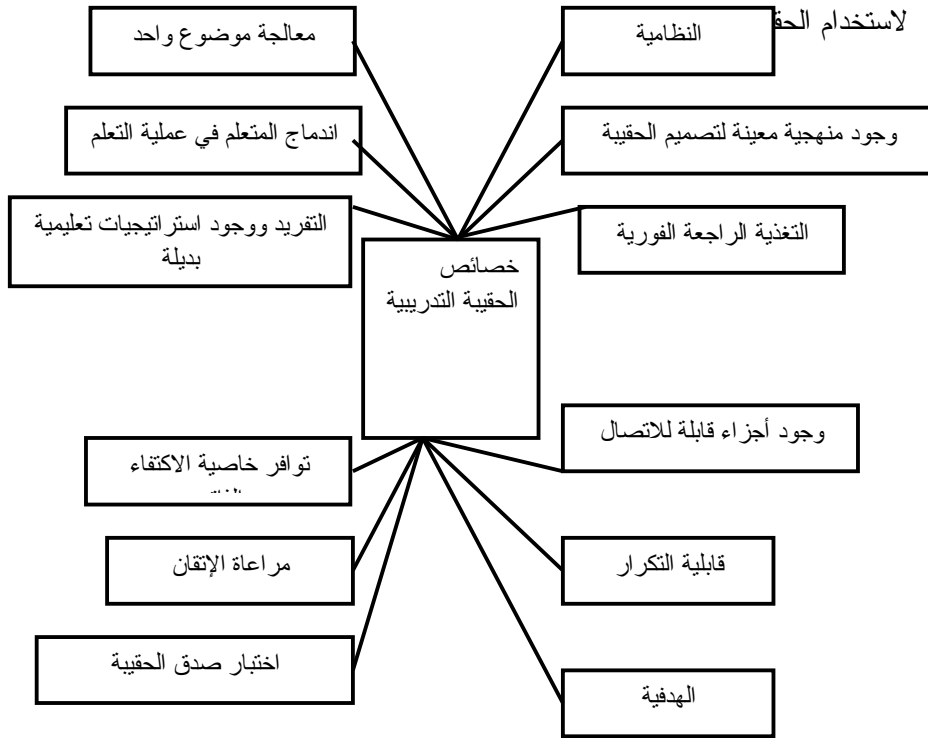 لاستخدام
النظامية
معالجة موضوع واحد
وجود منهجية معينة لتصميم الحقيبة
اندماج المتعلم في عملية التعلم
التغذية الراجعة الفورية
التفريد ووجود استراتيجيات تعليمية
بديلة
خصائص
الحقيبة التدريبية
وجود أجزاء قابلة للاتصال
توافر خاصية الاكتفاء
قابلية التكرار
مراعاة الإتقان
الهدفية
اختبار صدق الحقيبة